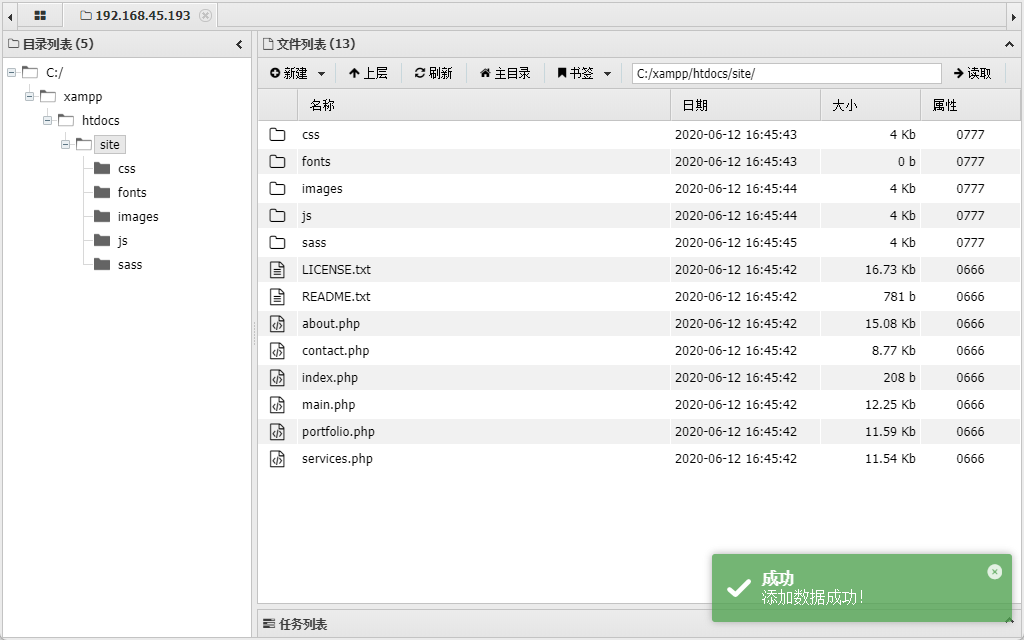 192.168.45.193
目录列表 (5)
C:/
xampp
htdocs
site
css
fonts
images
js
sass
文件列表 (13)
新建 上层 刷新 主目录 书签 C:/xampp/htdocs/site/ 读取
名称 日期 大小 属性
css 2020-06-12 16:45:43 4 Kb 0777
fonts 2020-06-12 16:45:43 0 b 0777
images 2020-06-12 16:45:44 4 Kb 0777
js 2020-06-12 16:45:44 4 Kb 0777
sass 2020-06-12 16:45:45 4 Kb 0777
LICENSE.txt 2020-06-12 16:45:42 16.73 Kb 0666
README.txt 2020-06-12 16:45:42 781 b 0666
about.php 2020-06-12 16:45:42 15.08 Kb 0666
contact.php 2020-06-12 16:45:42 8.77 Kb 0666
index.php 2020-06-12 16:45:42 208 b 0666
main.php 2020-06-12 16:45:42 12.25 Kb 0666
portfolio.php 2020-06-12 16:45:42 11.59 Kb 0666
services.php 2020-06-12 16:45:42 11.54 Kb 0666
成功
添加数据成功！
任务列表